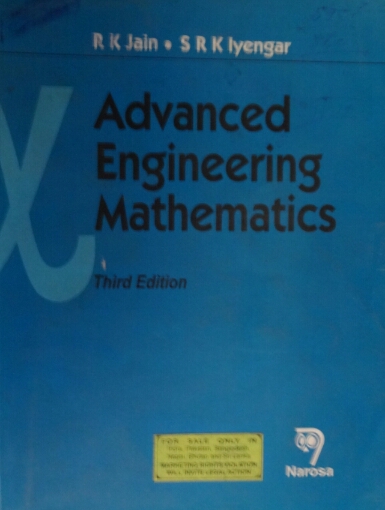 R K Jain • S R K Iyengar
Advanced
Engineering
Mathematics
Third Edition
FOR SALE ONLY IN
Narosa